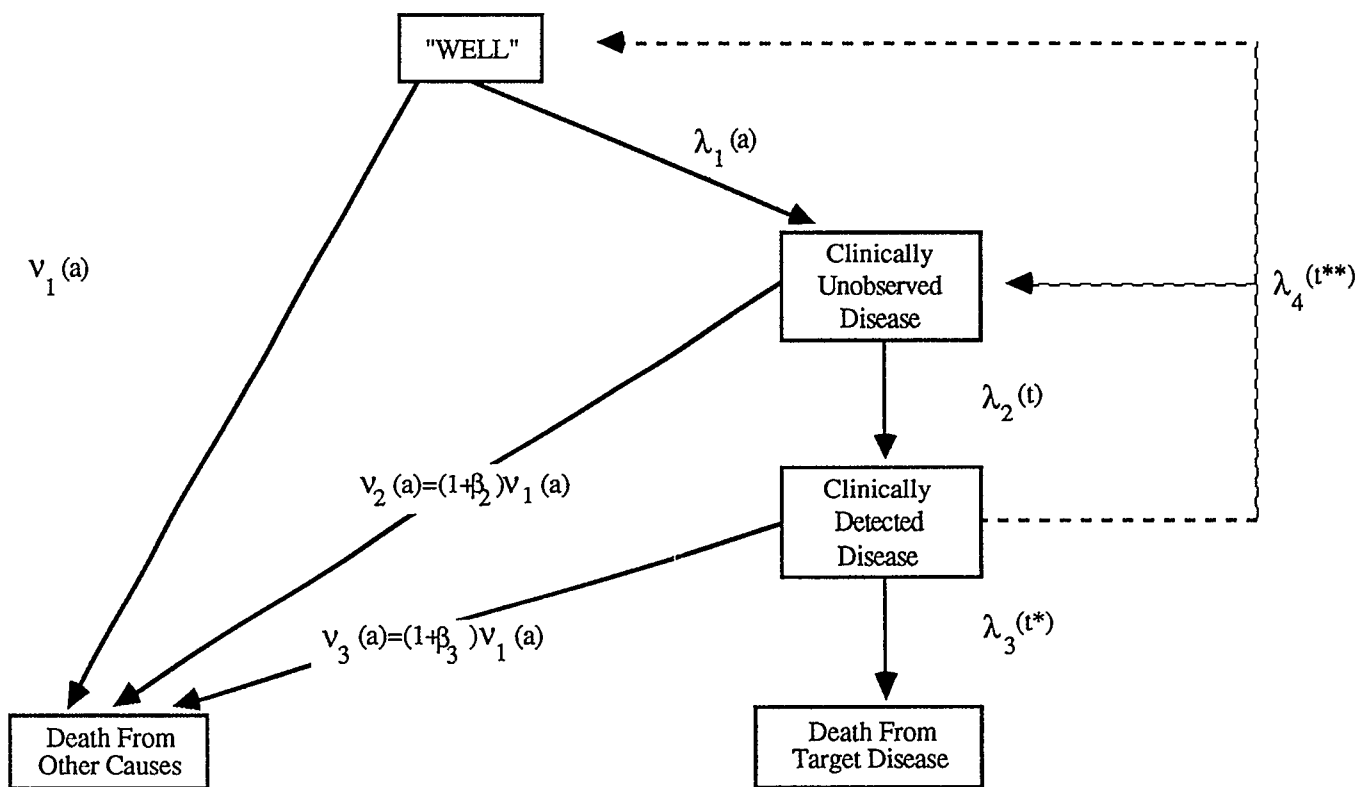 "WELL"
λ₁(a)
ν₁(a)
Clinically
Unobserved
Disease
λ₄(t**)
λ₂(t)
ν₂(a)=(1+β₂)ν₁(a)
Clinically
Detected
Disease
ν₃(a)=(1+β₃)ν₁(a)
λ₃(t*)
Death From
Other Causes
Death From
Target Disease